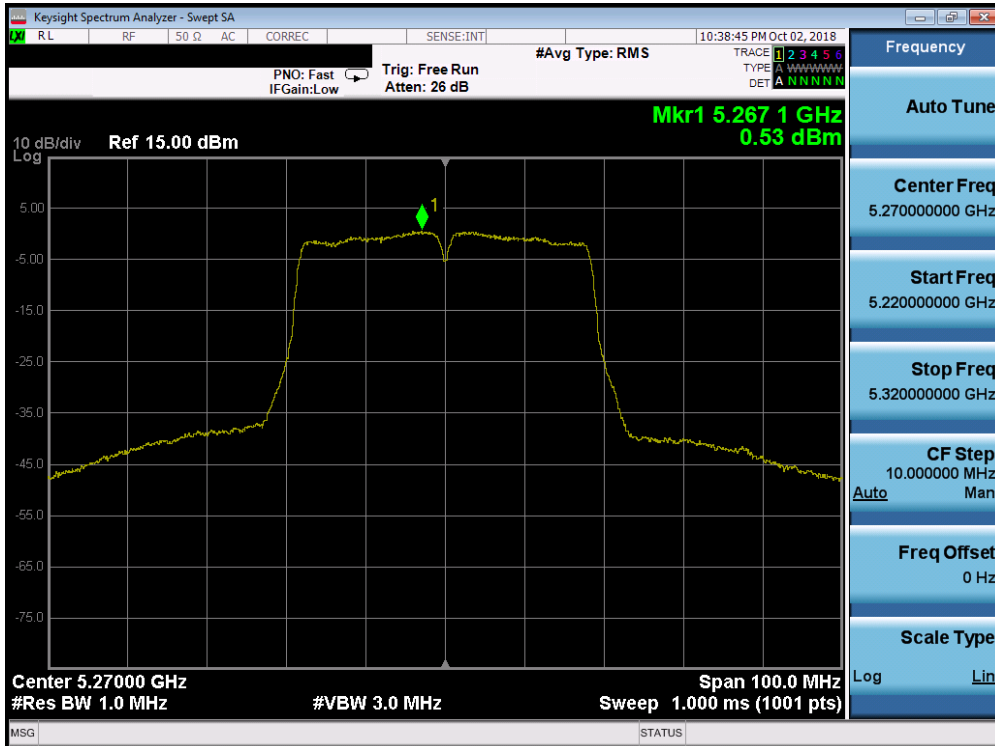 Keysight Spectrum Analyzer - Swept SA
LXI RL RF 50 Ω AC CORREC SENSE:INT 10:38:45 PM Oct 02, 2018
#Avg Type: RMS
TRACE 1 2 3 4 5 6
PNO: Fast Trig: Free Run
TYPE A WWWWW
IFGain:Low Atten: 26 dB
DET A N N N N N
Mkr1 5.267 1 GHz
0.53 dBm
10 dB/div Ref 15.00 dBm
Log
1
5.00
-5.00
-15.0
-25.0
-35.0
-45.0
-55.0
-65.0
-75.0
Center 5.27000 GHz Span 100.0 MHz
#Res BW 1.0 MHz #VBW 3.0 MHz Sweep 1.000 ms (1001 pts)
MSG STATUS
Frequency
Auto Tune
Center Freq
5.270000000 GHz
Start Freq
5.220000000 GHz
Stop Freq
5.320000000 GHz
CF Step
10.000000 MHz
Auto Man
Freq Offset
0 Hz
Scale Type
Log Lin